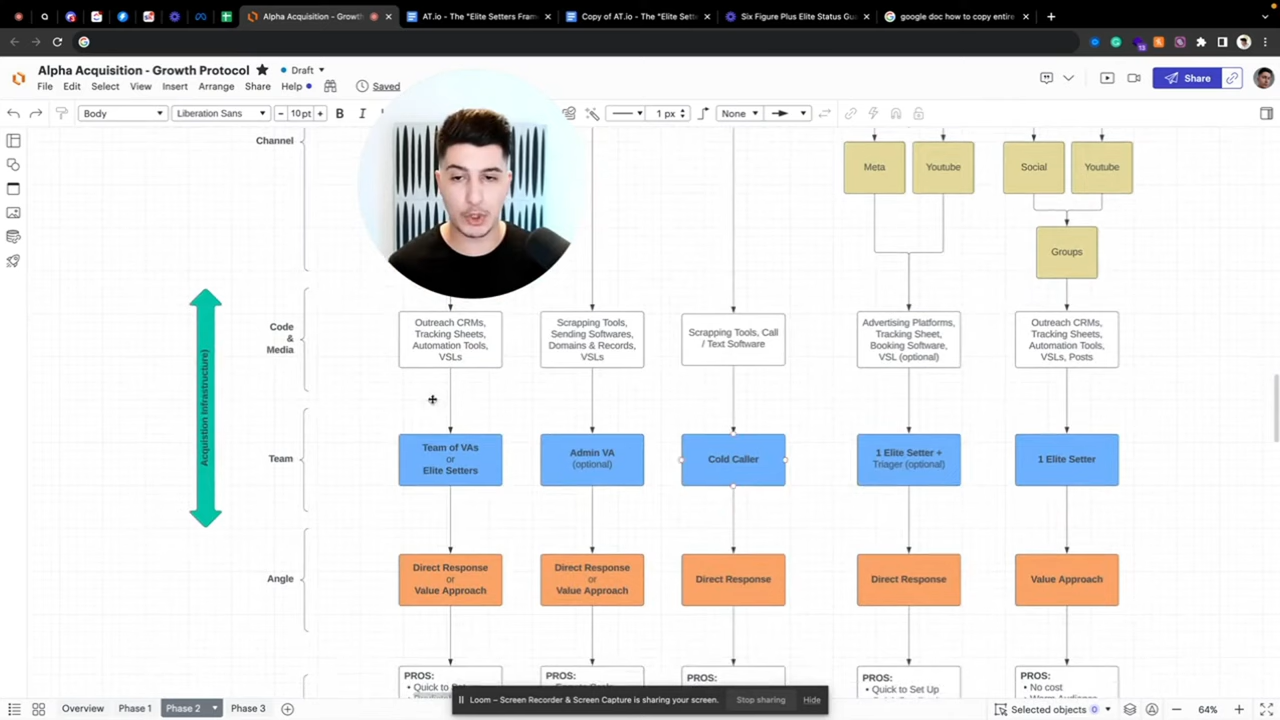 Alpha Acquisition - Growth
AT.io - The "Elite Setters Fram
Copy of AT.io - The "Elite Sett
Six Figure Plus Elite Status Gu
google doc how to copy entire
Alpha Acquisition - Growth Protocol
Draft
File Edit Select View Insert Arrange Share Help
Saved
Share
Body
Liberation Sans
10 pt
B
I
1 px
None
Channel
Meta
Youtube
Social
Youtube
Groups
Acquistion Infrastructure)
Code
&
Media
Outreach CRMs,
Tracking Sheets,
Automation Tools,
VSLs
Scrapping Tools,
Sending Softwares,
Domains & Records,
VSLs
Scrapping Tools, Call
/ Text Software
Advertising Platforms,
Tracking Sheet,
Booking Software,
VSL (optional)
Outreach CRMs,
Tracking Sheets,
Automation Tools,
VSLs, Posts
Team
Team of VAs
or
Elite Setters
Admin VA
(optional)
Cold Caller
1 Elite Setter +
Triager (optional)
1 Elite Setter
Angle
Direct Response
or
Value Approach
Direct Response
or
Value Approach
Direct Response
Direct Response
Value Approach
PROS:
• Quick to Set
PROS:
PROS:
PROS:
• Quick to Set Up
PROS:
• No cost
Loom – Screen Recorder & Screen Capture is sharing your screen.
Stop sharing
Hide
Overview
Phase 1
Phase 2
Phase 3
Selected objects 0
64%